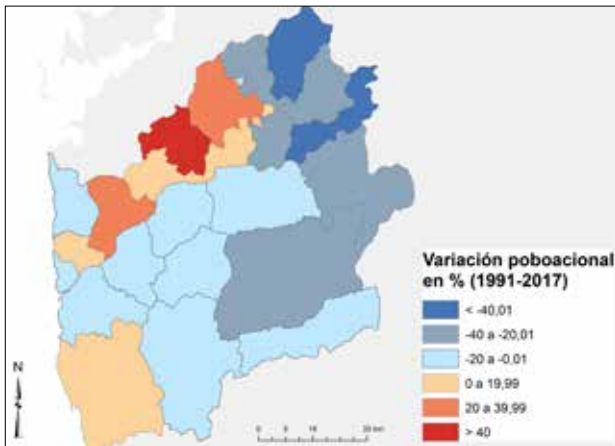 Variación poboacional
en % (1991-2017)
< -40,01
-40 a -20,01
-20 a -0,01
0 a 19,99
20 a 39,99
> 40
N
0 5 10 20 km